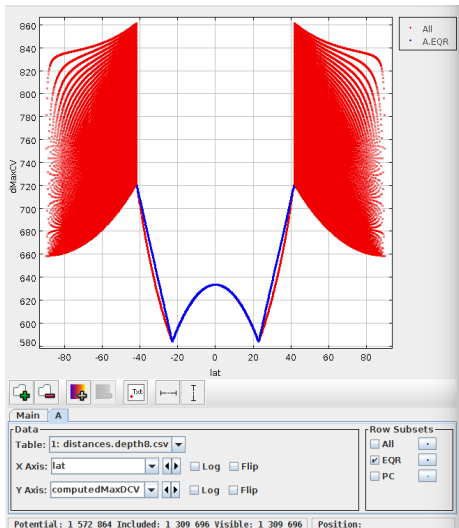 860
840
820
800
780
760
740
720
700
680
660
640
620
600
580
dMaxCV
-80 -60 -40 -20 0 20 40 60 80
lat
All
A.EQR
Txt
Main A
Data
Table: 1: distances.depth8.csv
X Axis: lat Log Flip
Y Axis: computedMaxDCV Log Flip
Row Subsets
All
EQR
PC
Potential: 1 572 864 Included: 1 309 696 Visible: 1 309 696 Position: